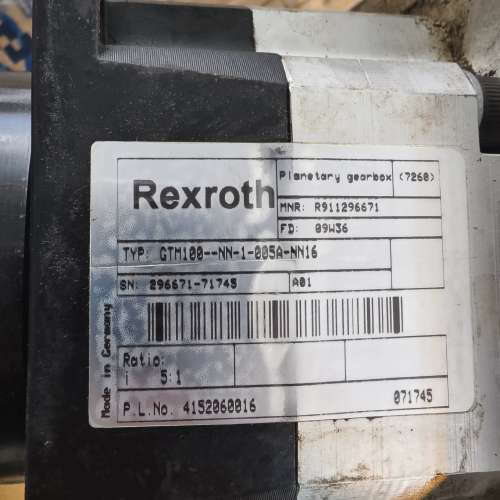 Rexroth
Planetary gearbox (7260)
MNR: R911296671
FD: 09W36
TYP: GTM100--NN-1-005A-NN16
SN: 296671-71745 A01
Made in Germany
Ratio:
i 5:1
P.L.No. 4152060016 071745